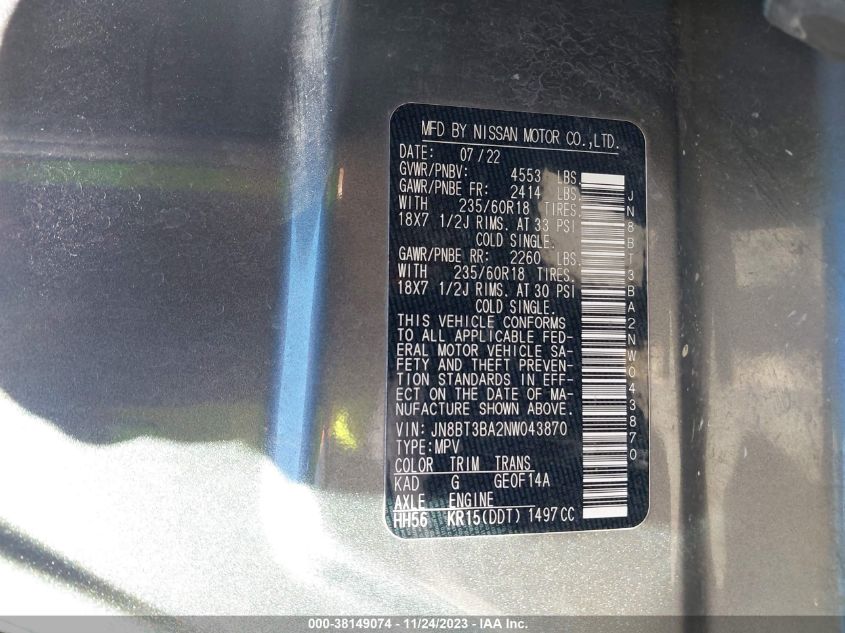 MFD BY NISSAN MOTOR CO.,LTD.
DATE: 07/22
GVWR/PNBV: 4553 LBS
GAWR/PNBE FR: 2414 LBS.
WITH 235/60R18 TIRES.
18X7 1/2J RIMS. AT 33 PSI
COLD SINGLE.
GAWR/PNBE RR: 2260 LBS.
WITH 235/60R18 TIRES.
18X7 1/2J RIMS. AT 30 PSI
COLD SINGLE.
THIS VEHICLE CONFORMS
TO ALL APPLICABLE FED-
ERAL MOTOR VEHICLE SA-
FETY AND THEFT PREVEN-
TION STANDARDS IN EFF-
ECT ON THE DATE OF MA-
NUFACTURE SHOWN ABOVE.
VIN: JN8BT3BA2NW043870
TYPE:MPV
COLOR TRIM TRANS
KAD G GE0F14A
AXLE ENGINE
HH56 KR15(DDT) 1497CC
JN8BT3BA2NW043870
000-38149074 - 11/24/2023 - IAA Inc.